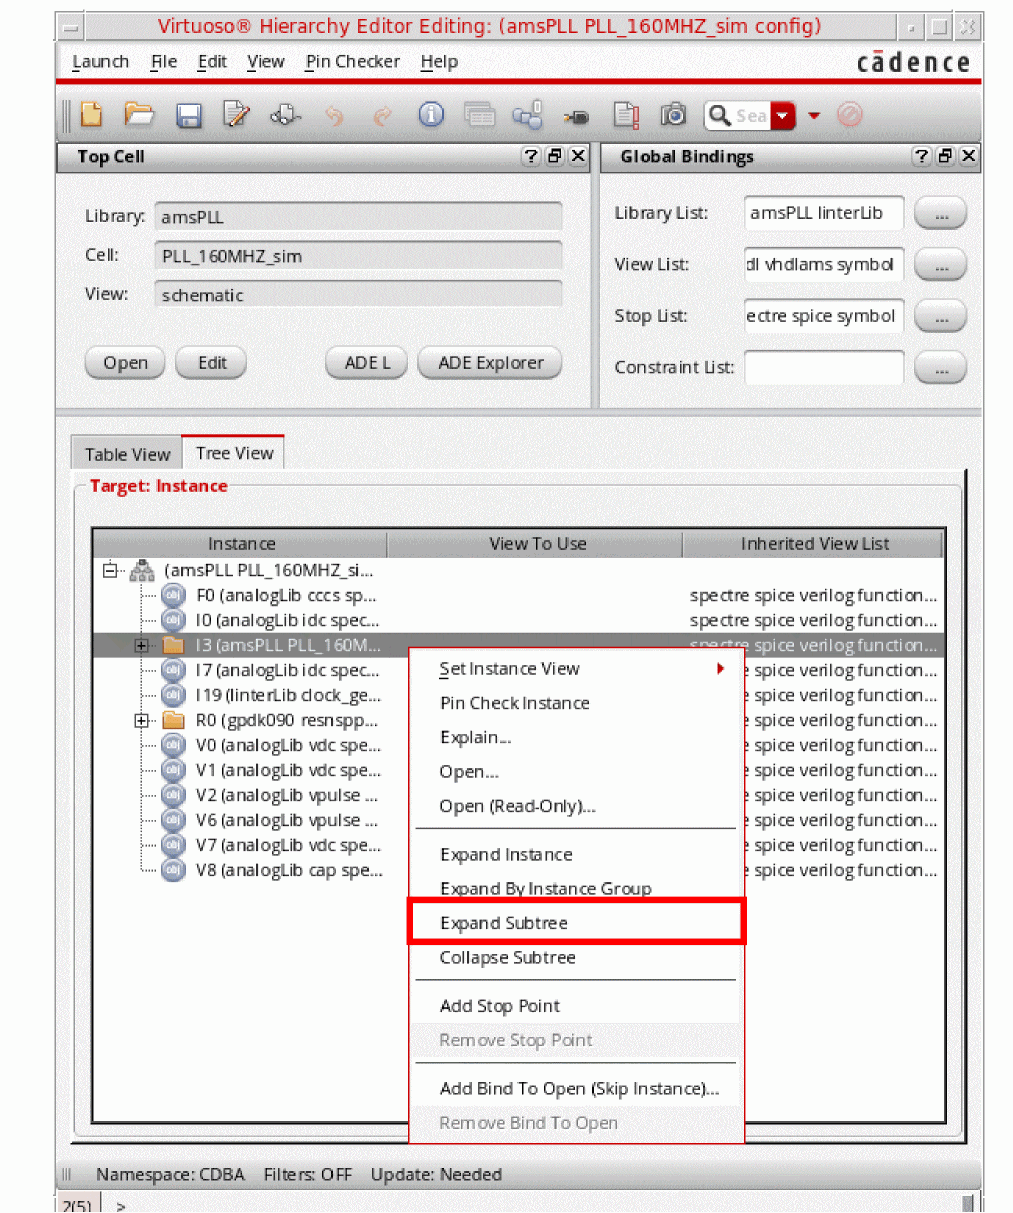 Virtuoso® Hierarchy Editor Editing: (amsPLL PLL_160MHZ_sim config)
Launch File Edit View Pin Checker Help cādence
Sea
Top Cell
Library: amsPLL
Cell: PLL_160MHZ_sim
View: schematic
Open Edit ADE L ADE Explorer
Global Bindings
Library List: amsPLL linterLib ...
View List: dl vhdlams symbol ...
Stop List: ectre spice symbol ...
Constraint List: ...
Table View Tree View
Target: Instance
Instance View To Use Inherited View List
(amsPLL PLL_160MHZ_si...
F0 (analogLib cccs sp... spectre spice verilog function...
I0 (analogLib idc spec... spectre spice verilog function...
I3 (amsPLL PLL_160M... spectre spice verilog function...
I7 (analogLib idc spec... e spice verilog function...
I19 (linterLib clock_ge... e spice verilog function...
R0 (gpdk090 resnspp... e spice verilog function...
V0 (analogLib vdc spe... e spice verilog function...
V1 (analogLib vdc spe... e spice verilog function...
V2 (analogLib vpulse ... e spice verilog function...
V6 (analogLib vpulse ... e spice verilog function...
V7 (analogLib vdc spe... e spice verilog function...
V8 (analogLib cap spe... e spice verilog function...
Set Instance View
Pin Check Instance
Explain...
Open...
Open (Read-Only)...
Expand Instance
Expand By Instance Group
Expand Subtree
Collapse Subtree
Add Stop Point
Remove Stop Point
Add Bind To Open (Skip Instance)...
Remove Bind To Open
Namespace: CDBA Filters: OFF Update: Needed
2(5) >